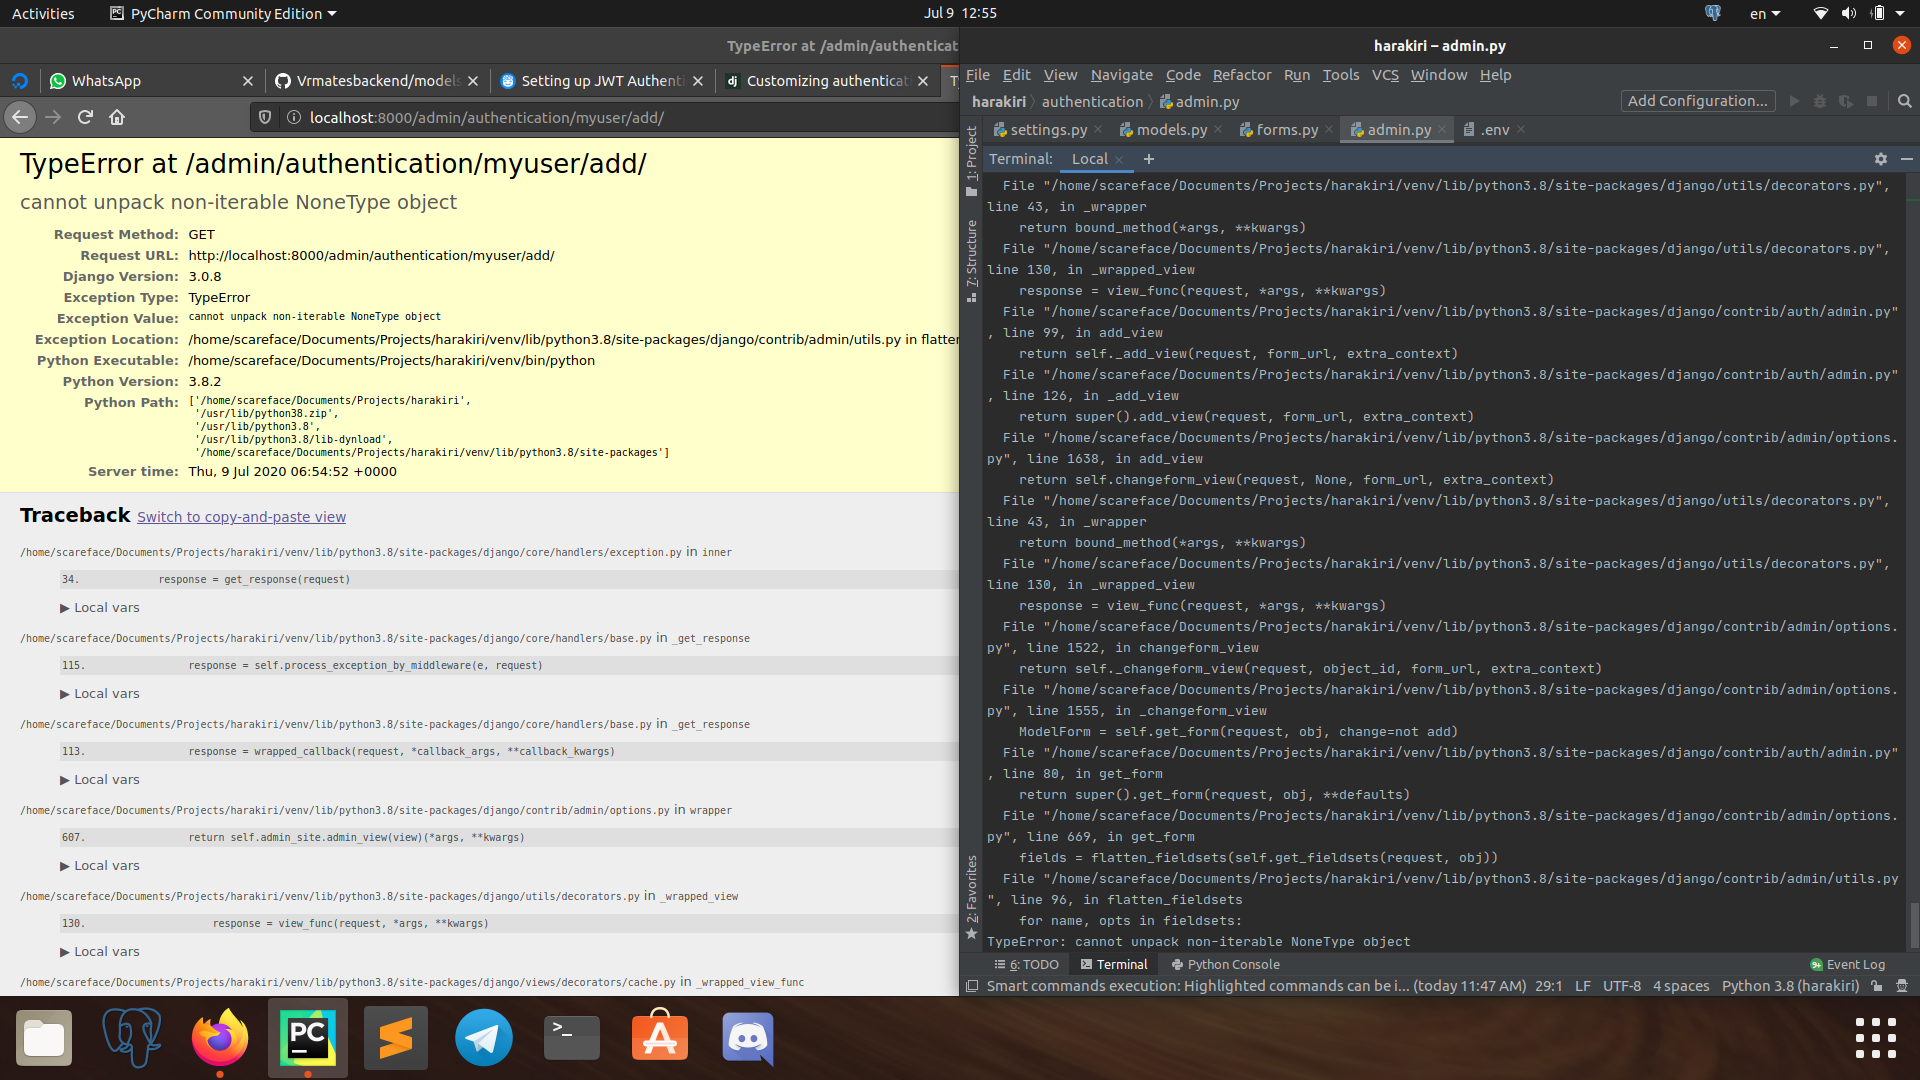 Activities
PyCharm Community Edition
Jul 9 12:55
en
TypeError at /admin/authenticat
WhatsApp
Vrmatesbackend/models
Setting up JWT Authenti
Customizing authenticat
localhost:8000/admin/authentication/myuser/add/
TypeError at /admin/authentication/myuser/add/
cannot unpack non-iterable NoneType object
Request Method: GET
Request URL: http://localhost:8000/admin/authentication/myuser/add/
Django Version: 3.0.8
Exception Type: TypeError
Exception Value: cannot unpack non-iterable NoneType object
Exception Location: /home/scareface/Documents/Projects/harakiri/venv/lib/python3.8/site-packages/django/contrib/admin/utils.py in flatter
Python Executable: /home/scareface/Documents/Projects/harakiri/venv/bin/python
Python Version: 3.8.2
Python Path: ['/home/scareface/Documents/Projects/harakiri',
'/usr/lib/python38.zip',
'/usr/lib/python3.8',
'/usr/lib/python3.8/lib-dynload',
'/home/scareface/Documents/Projects/harakiri/venv/lib/python3.8/site-packages']
Server time: Thu, 9 Jul 2020 06:54:52 +0000
Traceback Switch to copy-and-paste view
/home/scareface/Documents/Projects/harakiri/venv/lib/python3.8/site-packages/django/core/handlers/exception.py in inner
34. response = get_response(request)
▶ Local vars
/home/scareface/Documents/Projects/harakiri/venv/lib/python3.8/site-packages/django/core/handlers/base.py in _get_response
115. response = self.process_exception_by_middleware(e, request)
▶ Local vars
/home/scareface/Documents/Projects/harakiri/venv/lib/python3.8/site-packages/django/core/handlers/base.py in _get_response
113. response = wrapped_callback(request, *callback_args, **callback_kwargs)
▶ Local vars
/home/scareface/Documents/Projects/harakiri/venv/lib/python3.8/site-packages/django/contrib/admin/options.py in wrapper
607. return self.admin_site.admin_view(view)(*args, **kwargs)
▶ Local vars
/home/scareface/Documents/Projects/harakiri/venv/lib/python3.8/site-packages/django/utils/decorators.py in _wrapped_view
130. response = view_func(request, *args, **kwargs)
▶ Local vars
/home/scareface/Documents/Projects/harakiri/venv/lib/python3.8/site-packages/django/views/decorators/cache.py in _wrapped_view_func
harakiri – admin.py
File Edit View Navigate Code Refactor Run Tools VCS Window Help
harakiri authentication admin.py
Add Configuration...
settings.py models.py forms.py admin.py .env
1: Project
7: Structure
2: Favorites
Terminal: Local +
File "/home/scareface/Documents/Projects/harakiri/venv/lib/python3.8/site-packages/django/utils/decorators.py",
line 43, in _wrapper
return bound_method(*args, **kwargs)
File "/home/scareface/Documents/Projects/harakiri/venv/lib/python3.8/site-packages/django/utils/decorators.py",
line 130, in _wrapped_view
response = view_func(request, *args, **kwargs)
File "/home/scareface/Documents/Projects/harakiri/venv/lib/python3.8/site-packages/django/contrib/auth/admin.py"
, line 99, in add_view
return self._add_view(request, form_url, extra_context)
File "/home/scareface/Documents/Projects/harakiri/venv/lib/python3.8/site-packages/django/contrib/auth/admin.py"
, line 126, in _add_view
return super().add_view(request, form_url, extra_context)
File "/home/scareface/Documents/Projects/harakiri/venv/lib/python3.8/site-packages/django/contrib/admin/options.
py", line 1638, in add_view
return self.changeform_view(request, None, form_url, extra_context)
File "/home/scareface/Documents/Projects/harakiri/venv/lib/python3.8/site-packages/django/utils/decorators.py",
line 43, in _wrapper
return bound_method(*args, **kwargs)
File "/home/scareface/Documents/Projects/harakiri/venv/lib/python3.8/site-packages/django/utils/decorators.py",
line 130, in _wrapped_view
response = view_func(request, *args, **kwargs)
File "/home/scareface/Documents/Projects/harakiri/venv/lib/python3.8/site-packages/django/contrib/admin/options.
py", line 1522, in changeform_view
return self._changeform_view(request, object_id, form_url, extra_context)
File "/home/scareface/Documents/Projects/harakiri/venv/lib/python3.8/site-packages/django/contrib/admin/options.
py", line 1555, in _changeform_view
ModelForm = self.get_form(request, obj, change=not add)
File "/home/scareface/Documents/Projects/harakiri/venv/lib/python3.8/site-packages/django/contrib/auth/admin.py"
, line 80, in get_form
return super().get_form(request, obj, **defaults)
File "/home/scareface/Documents/Projects/harakiri/venv/lib/python3.8/site-packages/django/contrib/admin/options.
py", line 669, in get_form
fields = flatten_fieldsets(self.get_fieldsets(request, obj))
File "/home/scareface/Documents/Projects/harakiri/venv/lib/python3.8/site-packages/django/contrib/admin/utils.py
", line 96, in flatten_fieldsets
for name, opts in fieldsets:
TypeError: cannot unpack non-iterable NoneType object
6: TODO Terminal Python Console
9+ Event Log
Smart commands execution: Highlighted commands can be i... (today 11:47 AM) 29:1 LF UTF-8 4 spaces Python 3.8 (harakiri)